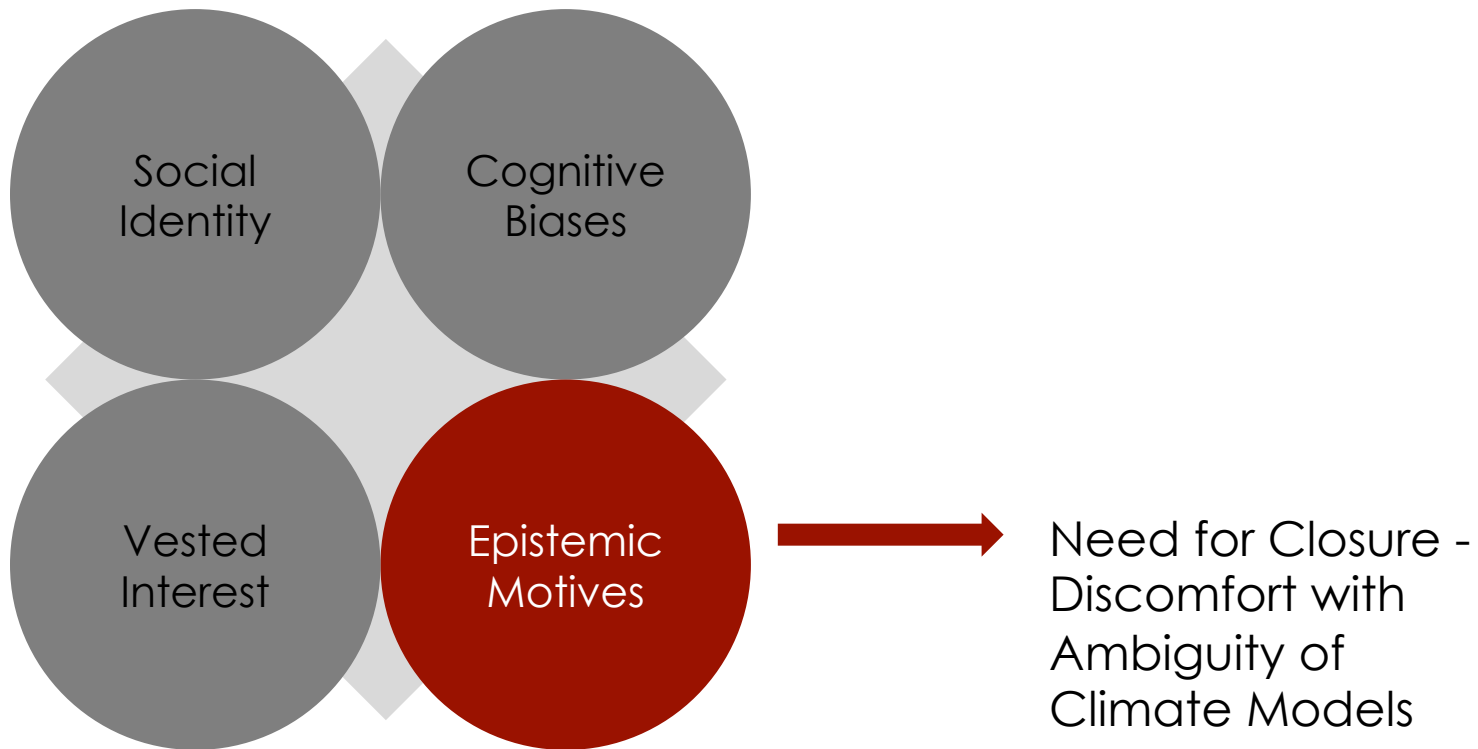 Social
Identity
Cognitive
Biases
Vested
Interest
Epistemic
Motives
Need for Closure -
Discomfort with
Ambiguity of
Climate Models